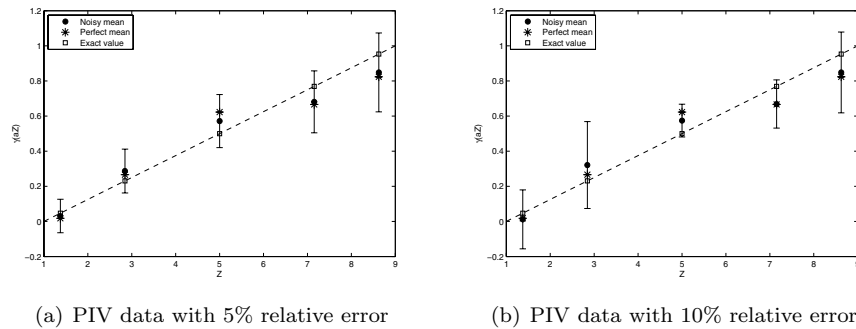 1.2
1
0.8
0.6
0.4
0.2
0
−0.2
γ(aZ)
Noisy mean
Perfect mean
Exact value
1 2 3 4 5 6 7 8 9
Z
(a) PIV data with 5% relative error
1.2
1
0.8
0.6
0.4
0.2
0
−0.2
γ(aZ)
Noisy mean
Perfect mean
Exact value
1 2 3 4 5 6 7 8 9
Z
(b) PIV data with 10% relative error